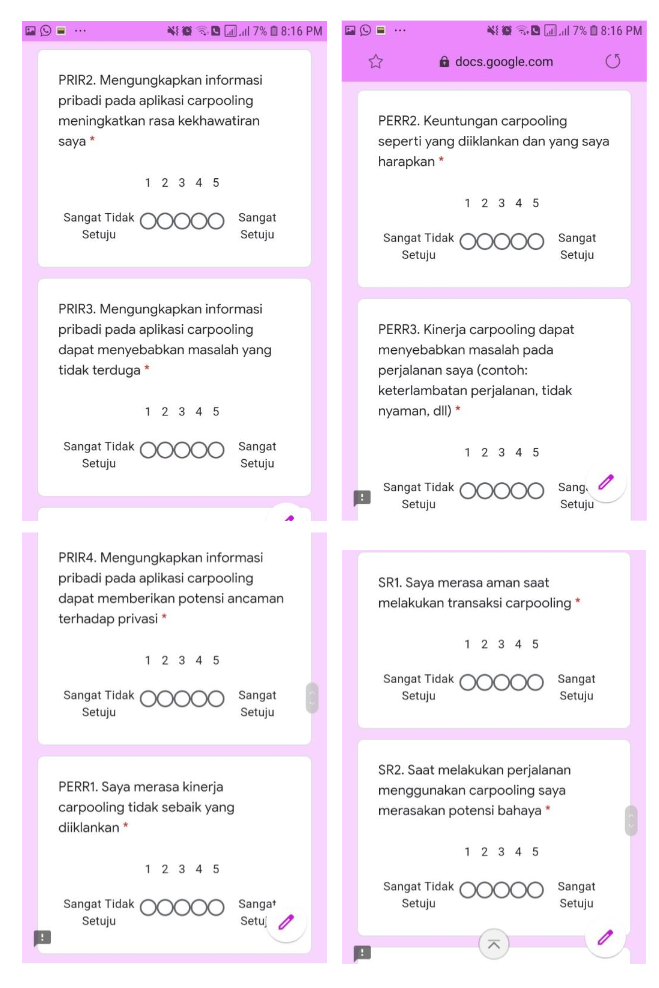 7% 8:16 PM
PRIR2. Mengungkapkan informasi
pribadi pada aplikasi carpooling
meningkatkan rasa kekhawatiran
saya *
1 2 3 4 5
Sangat Tidak Setuju
Sangat Setuju
PRIR3. Mengungkapkan informasi
pribadi pada aplikasi carpooling
dapat menyebabkan masalah yang
tidak terduga *
1 2 3 4 5
Sangat Tidak Setuju
Sangat Setuju
PRIR4. Mengungkapkan informasi
pribadi pada aplikasi carpooling
dapat memberikan potensi ancaman
terhadap privasi *
1 2 3 4 5
Sangat Tidak Setuju
Sangat Setuju
PERR1. Saya merasa kinerja
carpooling tidak sebaik yang
diiklankan *
1 2 3 4 5
Sangat Tidak Setuju
Sangat Setuj
7% 8:16 PM
docs.google.com
PERR2. Keuntungan carpooling
seperti yang diiklankan dan yang saya
harapkan *
1 2 3 4 5
Sangat Tidak Setuju
Sangat Setuju
PERR3. Kinerja carpooling dapat
menyebabkan masalah pada
perjalanan saya (contoh:
keterlambatan perjalanan, tidak
nyaman, dll) *
1 2 3 4 5
Sangat Tidak Setuju
Sang Setuju
SR1. Saya merasa aman saat
melakukan transaksi carpooling *
1 2 3 4 5
Sangat Tidak Setuju
Sangat Setuju
SR2. Saat melakukan perjalanan
menggunakan carpooling saya
merasakan potensi bahaya *
1 2 3 4 5
Sangat Tidak Setuju
Sangat Setuju